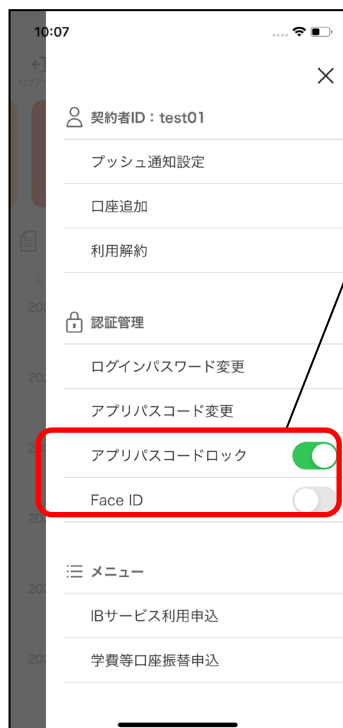 10:07
契約者ID：test01
プッシュ通知設定
口座追加
利用解約
認証管理
ログインパスワード変更
アプリパスコード変更
アプリパスコードロック
Face ID
メニュー
IBサービス利用申込
学費等口座振替申込